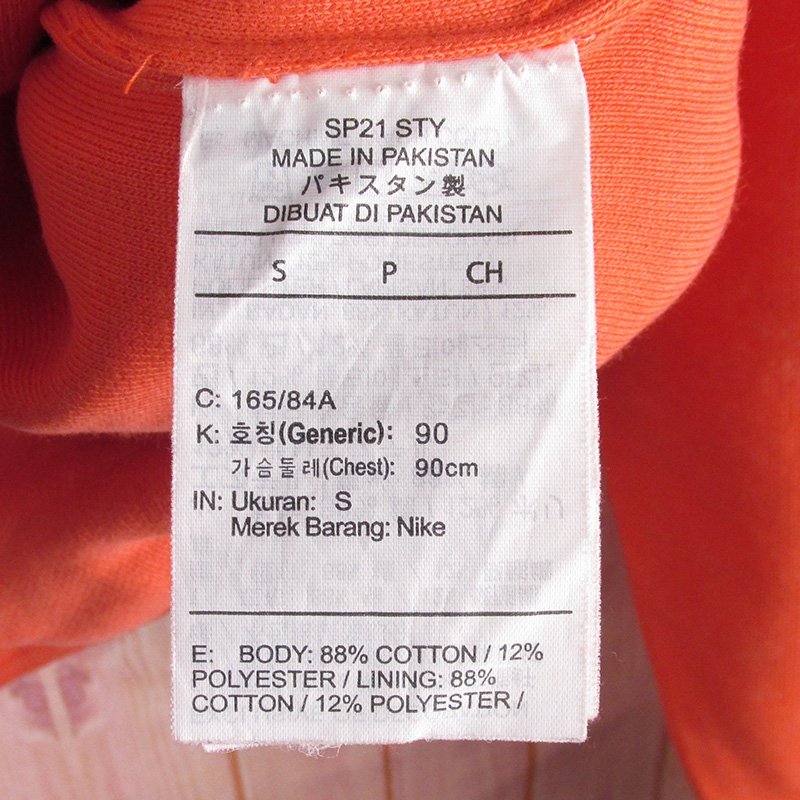 SP21 STY
MADE IN PAKISTAN
パキスタン製
DIBUAT DI PAKISTAN
S P CH
C: 165/84A
K: 호칭(Generic): 90
가슴둘레(Chest): 90cm
IN: Ukuran: S
Merek Barang: Nike
E: BODY: 88% COTTON / 12%
POLYESTER / LINING: 88%
COTTON / 12% POLYESTER /